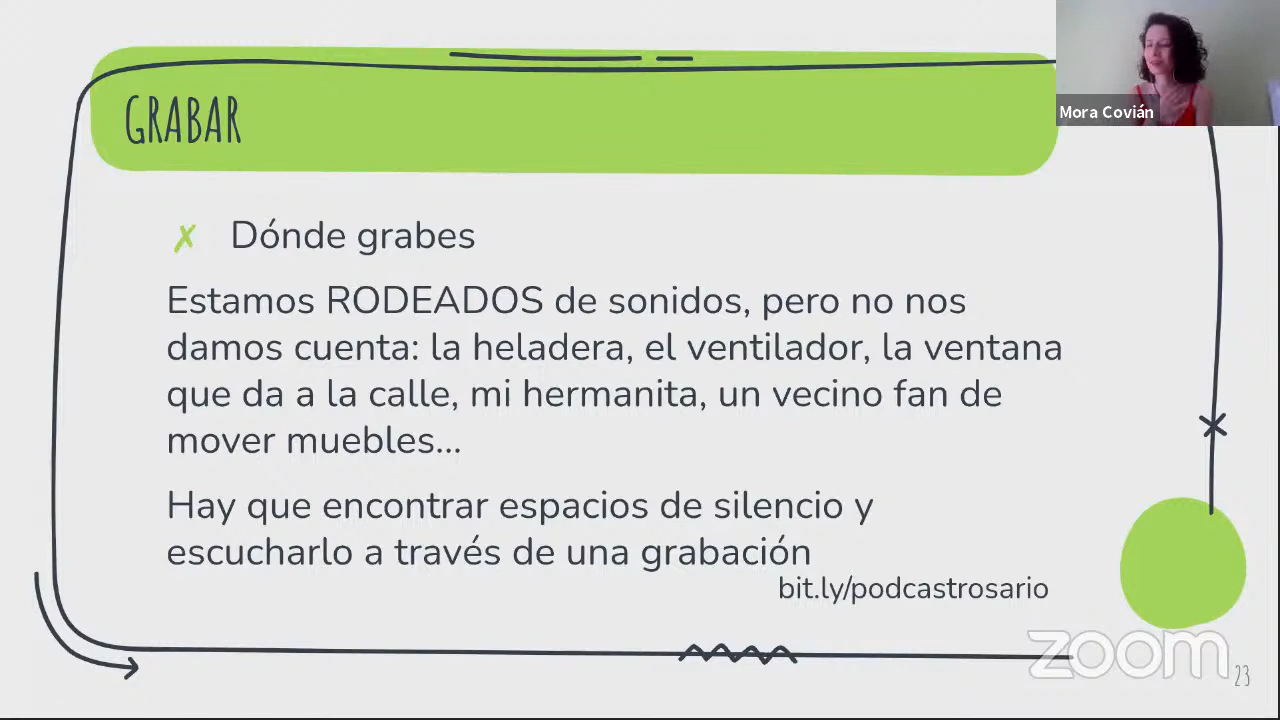 GRABAR
Mora Covián
✗ Dónde grabes
Estamos RODEADOS de sonidos, pero no nos
damos cuenta: la heladera, el ventilador, la ventana
que da a la calle, mi hermanita, un vecino fan de
mover muebles...
Hay que encontrar espacios de silencio y
escucharlo a través de una grabación
bit.ly/podcastrosario
zoom
23